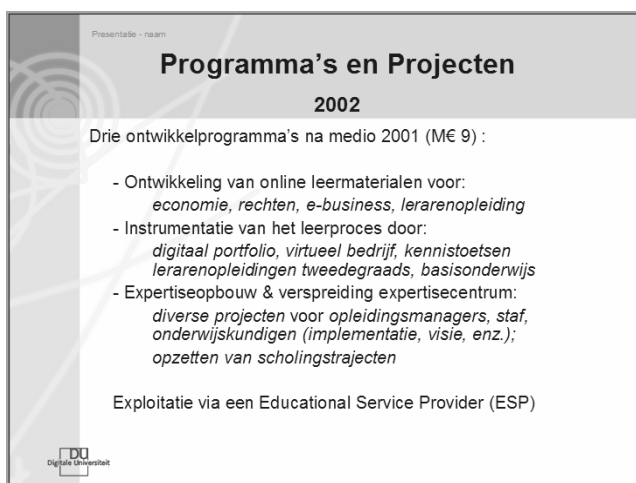 Presentatie - naam
Programma's en Projecten
2002
Drie ontwikkelprogramma's na medio 2001 (M€ 9) :
- Ontwikkeling van online leermaterialen voor:
economie, rechten, e-business, lerarenopleiding
- Instrumentatie van het leerproces door:
digitaal portfolio, virtueel bedrijf, kennistoetsen
lerarenopleidingen tweedegraads, basisonderwijs
- Expertiseopbouw & verspreiding expertisecentrum:
diverse projecten voor opleidingsmanagers, staf,
onderwijskundigen (implementatie, visie, enz.);
opzetten van scholingstrajecten
Exploitatie via een Educational Service Provider (ESP)
DU
Digitale Universiteit